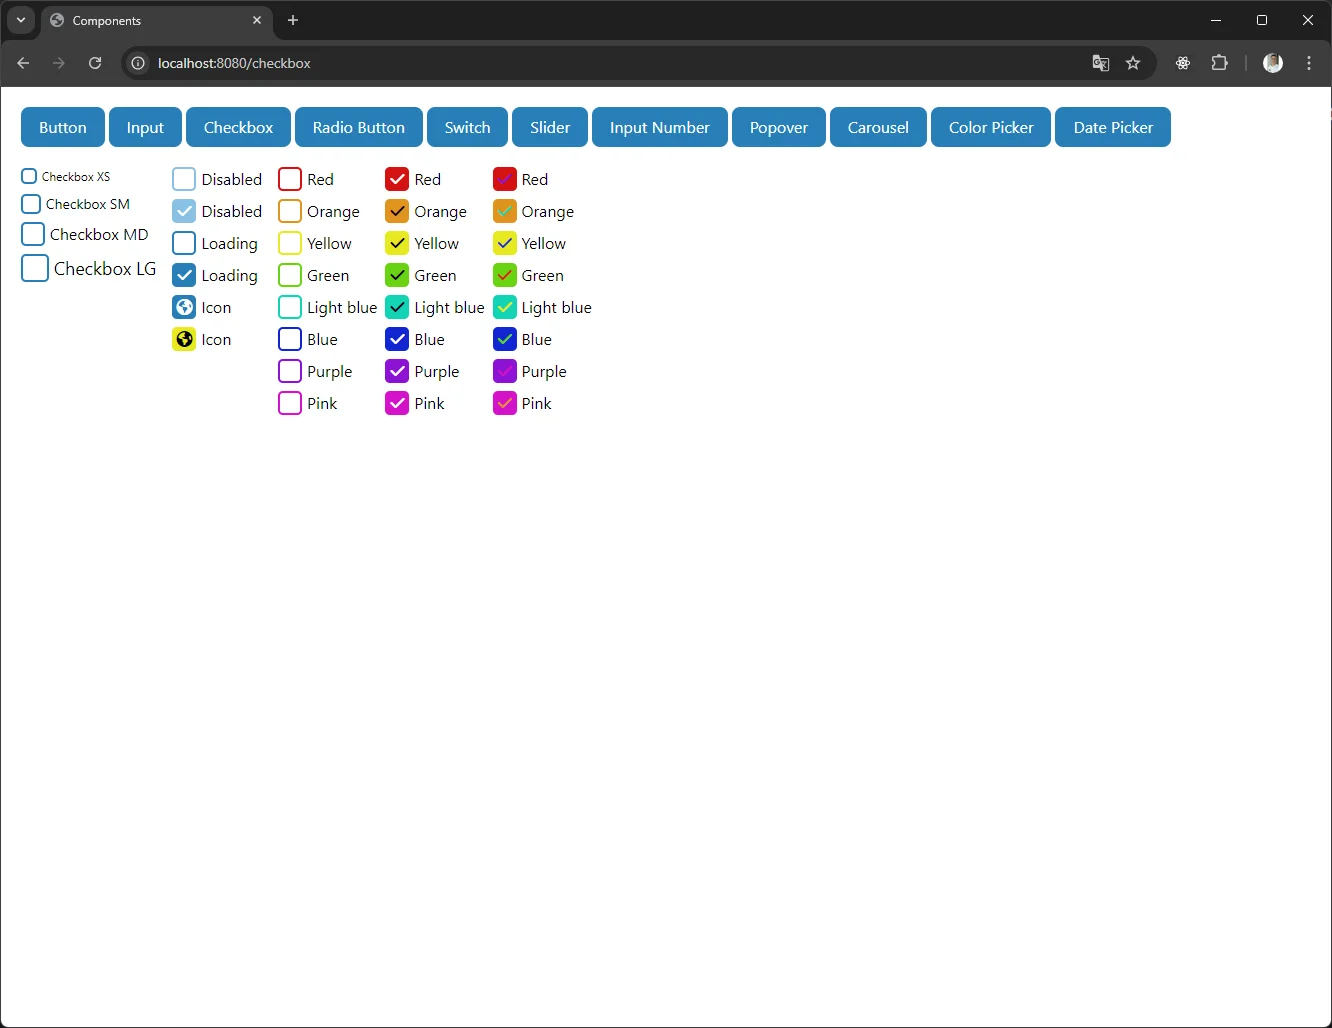 Components
localhost:8080/checkbox
Button Input Checkbox Radio Button Switch Slider Input Number Popover Carousel Color Picker Date Picker
Checkbox XS
Checkbox SM
Checkbox MD
Checkbox LG
Disabled
Disabled
Loading
Loading
Icon
Icon
Red
Orange
Yellow
Green
Light blue
Blue
Purple
Pink
Red
Orange
Yellow
Green
Light blue
Blue
Purple
Pink
Red
Orange
Yellow
Green
Light blue
Blue
Purple
Pink